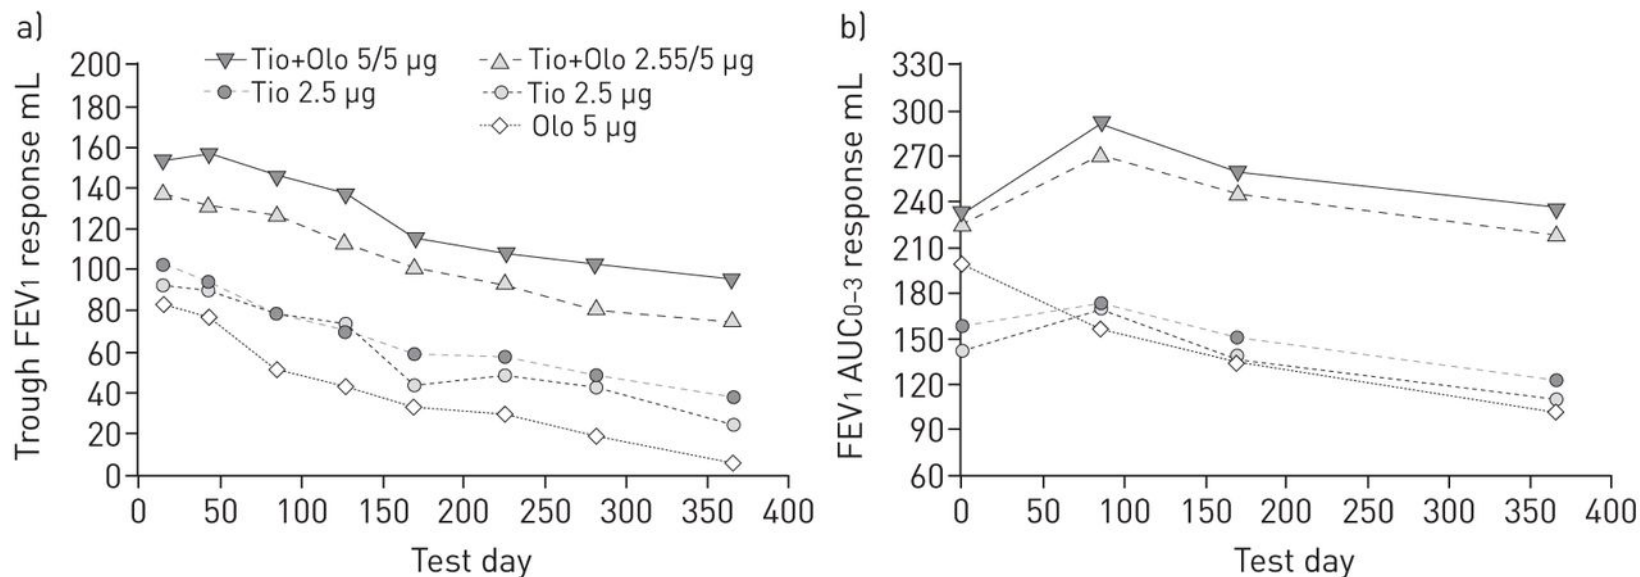 a)
Trough FEV1 response mL
Tio+Olo 5/5 µg
Tio+Olo 2.55/5 µg
Tio 2.5 µg
Tio 2.5 µg
Olo 5 µg
200
180
160
140
120
100
80
60
40
20
0
0 50 100 150 200 250 300 350 400
Test day
b)
FEV1 AUC0–3 response mL
330
300
270
240
210
180
150
120
90
60
0 50 100 150 200 250 300 350 400
Test day